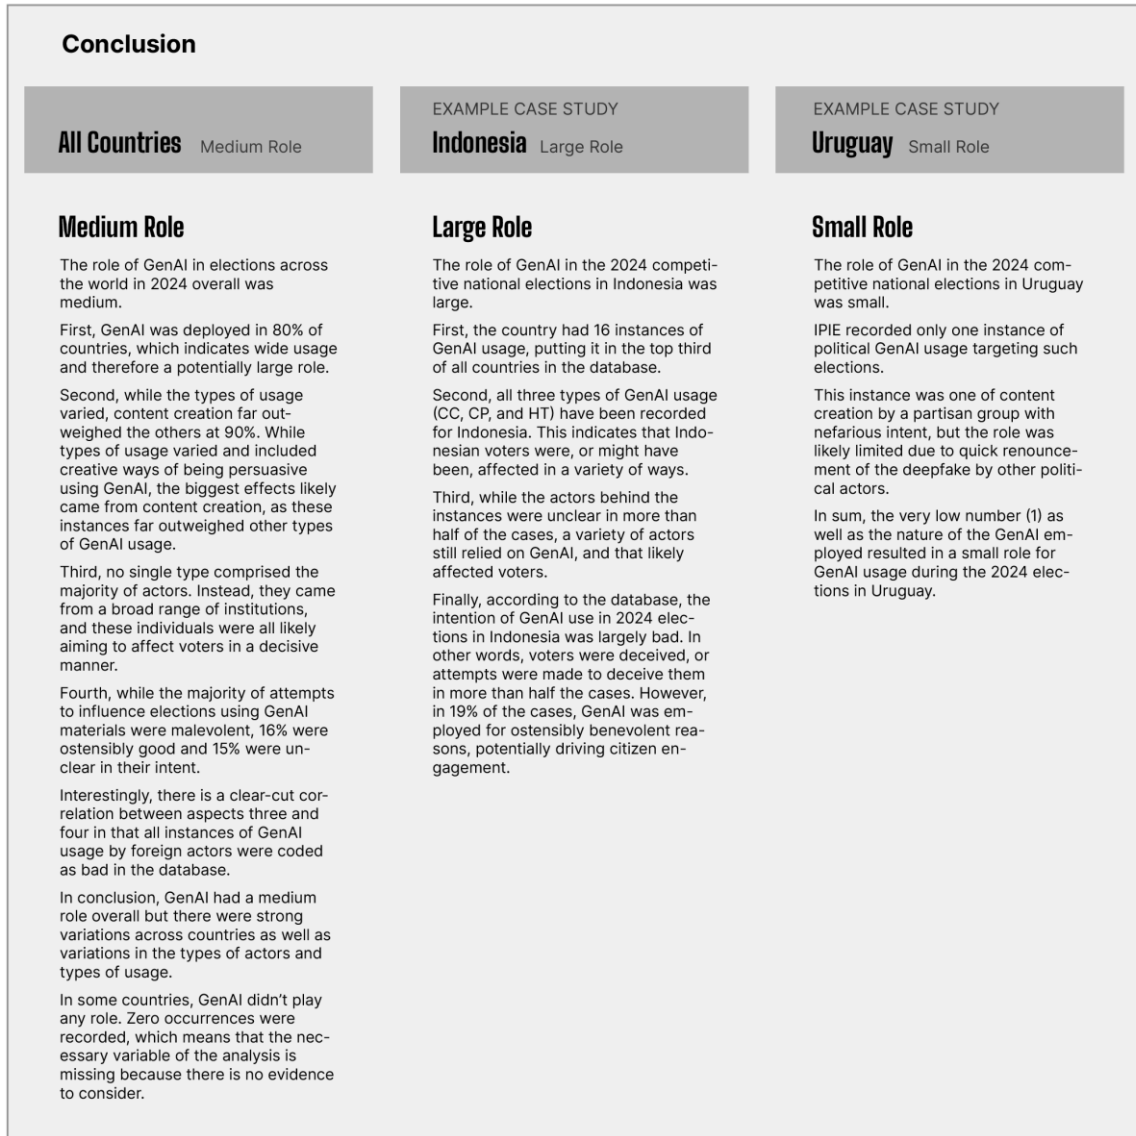 Conclusion
All Countries Medium Role
Medium Role
The role of GenAI in elections across
the world in 2024 overall was
medium.
First, GenAI was deployed in 80% of
countries, which indicates wide usage
and therefore a potentially large role.
Second, while the types of usage
varied, content creation far out-
weighed the others at 90%. While
types of usage varied and included
creative ways of being persuasive
using GenAI, the biggest effects likely
came from content creation, as these
instances far outweighed other types
of GenAI usage.
Third, no single type comprised the
majority of actors. Instead, they came
from a broad range of institutions,
and these individuals were all likely
aiming to affect voters in a decisive
manner.
Fourth, while the majority of attempts
to influence elections using GenAI
materials were malevolent, 16% were
ostensibly good and 15% were un-
clear in their intent.
Interestingly, there is a clear-cut cor-
relation between aspects three and
four in that all instances of GenAI
usage by foreign actors were coded
as bad in the database.
In conclusion, GenAI had a medium
role overall but there were strong
variations across countries as well as
variations in the types of actors and
types of usage.
In some countries, GenAI didn't play
any role. Zero occurrences were
recorded, which means that the nec-
essary variable of the analysis is
missing because there is no evidence
to consider.
EXAMPLE CASE STUDY
Indonesia Large Role
Large Role
The role of GenAI in the 2024 competi-
tive national elections in Indonesia was
large.
First, the country had 16 instances of
GenAI usage, putting it in the top third
of all countries in the database.
Second, all three types of GenAI usage
(CC, CP, and HT) have been recorded
for Indonesia. This indicates that Indo-
nesian voters were, or might have
been, affected in a variety of ways.
Third, while the actors behind the
instances were unclear in more than
half of the cases, a variety of actors
still relied on GenAI, and that likely
affected voters.
Finally, according to the database, the
intention of GenAI use in 2024 elec-
tions in Indonesia was largely bad. In
other words, voters were deceived, or
attempts were made to deceive them
in more than half the cases. However,
in 19% of the cases, GenAI was em-
ployed for ostensibly benevolent rea-
sons, potentially driving citizen en-
gagement.
EXAMPLE CASE STUDY
Uruguay Small Role
Small Role
The role of GenAI in the 2024 com-
petitive national elections in Uruguay
was small.
IPIE recorded only one instance of
political GenAI usage targeting such
elections.
This instance was one of content
creation by a partisan group with
nefarious intent, but the role was
likely limited due to quick renounce-
ment of the deepfake by other politi-
cal actors.
In sum, the very low number (1) as
well as the nature of the GenAI em-
ployed resulted in a small role for
GenAI usage during the 2024 elec-
tions in Uruguay.